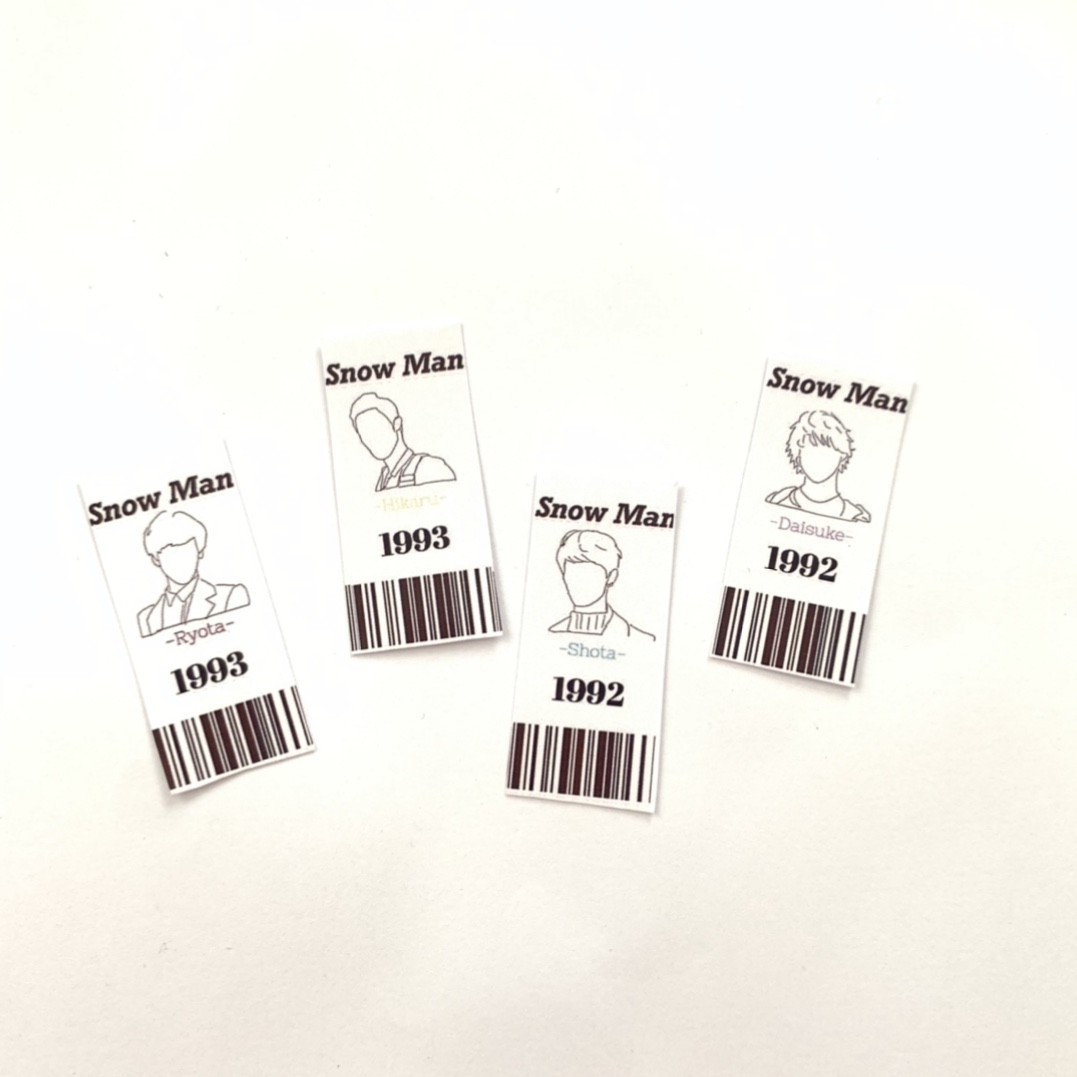 Snow Man
-Ryota-
1993
Snow Man
-Hikaru-
1993
Snow Man
-Shota-
1992
Snow Man
-Daisuke-
1992